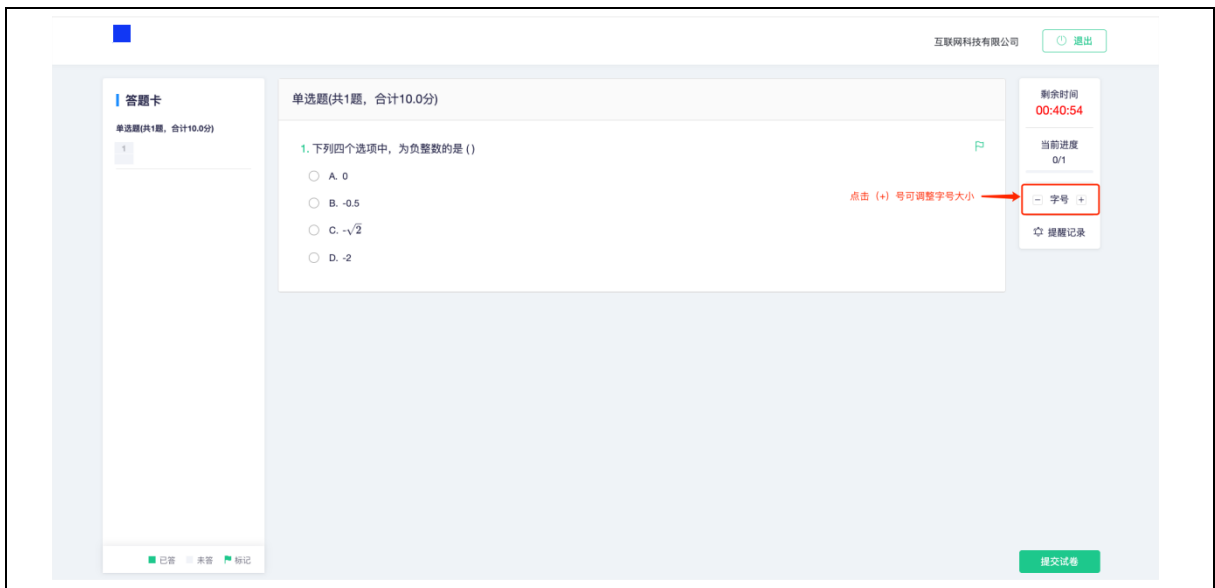 互联网科技有限公司
退出
答题卡
单选题(共1题，合计10.0分)
1
单选题(共1题，合计10.0分)
1. 下列四个选项中，为负整数的是 ( )
A. 0
B. -0.5
C. -√2
D. -2
剩余时间
00:40:54
当前进度
0/1
点击（+）号可调整字号大小
- 字号 +
提醒记录
已答 未答 标记
提交试卷